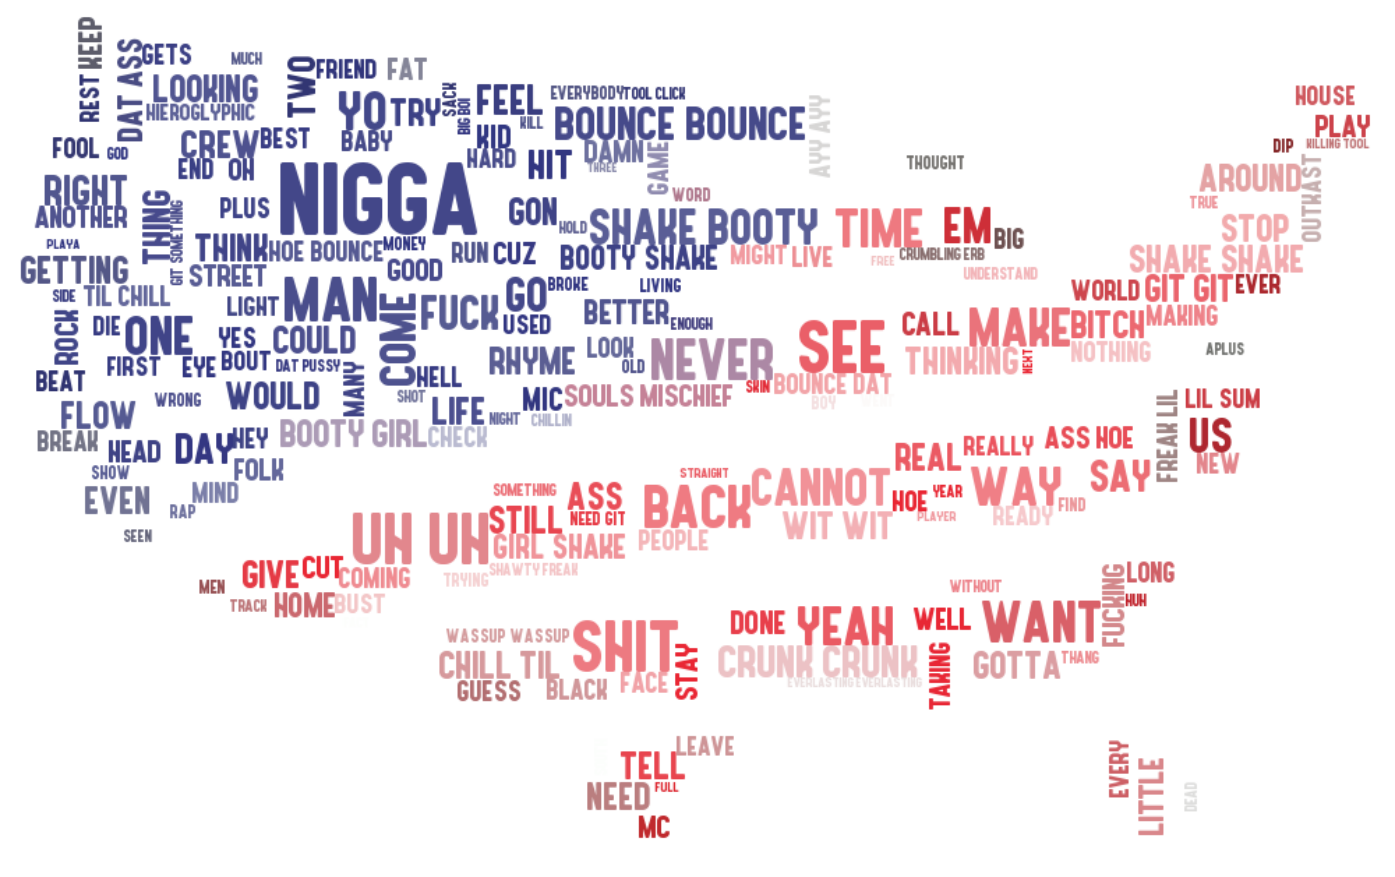 KEEP
REST
DAT ASS
GETS
MUCH
LOOKING
HIEROGLYPHIC
TWO
FRIEND
FAT
YO
TRY
SACK
BIG BOI
FEEL
EVERYBODY
TOOL CLICK
KILL
KID
BOUNCE BOUNCE
AYY AYY
HOUSE
PLAY
KILLING TOOL
DIP
FOOL
GOD
CREW
BEST
BABY
END
OH
HARD
HIT
DAMN
THREE
GAME
WORD
THOUGHT
AROUND
TRUE
OUTKAST
STOP
RIGHT
ANOTHER
THING
SOMETHING
GIT
PLUS
NIGGA
GON
HOLD
SHAKE BOOTY
TIME
EM
BIG
PLAYA
THINK
HOE BOUNCE
MONEY
RUN
CUZ
BOOTY SHAKE
MIGHT
LIVE
FREE
CRUMBLING ERB
UNDERSTAND
SHAKE SHAKE
GETTING
STREET
GOOD
SIDE
TIL CHILL
LIGHT
MAN
COME
FUCK
GO
BROKE
USED
LIVING
BETTER
ENOUGH
WORLD
GIT GIT
EVER
MAKING
ROCK
DIE
ONE
YES
COULD
SEE
CALL
MAKE
BITCH
NOTHING
APLUS
FIRST
EYE
BOUT
DAT PUSSY
MANY
HELL
RHYME
LOOK
OLD
NEVER
THINKING
NEXT
BEAT
WRONG
WOULD
SHOT
LIFE
NIGHT
MIC
CHILLIN
SOULS MISCHIEF
SKIN
BOUNCE DAT
BOY
FREAK LIL
LIL SUM
US
NEW
FLOW
BREAK
HEAD
DAY
HEY
BOOTY GIRL
CHECK
FOLK
SHOW
EVEN
MIND
RAP
SEEN
REAL
REALLY
ASS HOE
SAY
SOMETHING
ASS
STRAIGHT
BACK
CANNOT
HOE
YEAR
WAY
FIND
PLAYER
READY
UH UH
STILL
NEED GIT
GIRL SHAKE
PEOPLE
WIT WIT
MEN
GIVE
CUT
COMING
TRYING
SHAWTY FREAK
TRACK
HOME
BUST
WITHOUT
FUCKING
LONG
HUH
WASSUP WASSUP
SHIT
DONE
YEAH
WELL
WANT
CHILL TIL
GUESS
BLACK
FACE
STAY
CRUNK CRUNK
EVERLASTING EVERLASTING
TAKING
GOTTA
THANG
LEAVE
TELL
FULL
NEED
MC
EVERY
LITTLE
DEAD